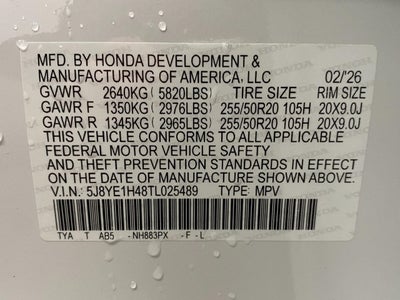 MFD. BY HONDA DEVELOPMENT &
MANUFACTURING OF AMERICA, LLC 02/'26
GVWR 2640KG (5820LBS) TIRE SIZE RIM SIZE
GAWR F 1350KG (2976LBS) 255/50R20 105H 20X9.0J
GAWR R 1345KG (2965LBS) 255/50R20 105H 20X9.0J
THIS VEHICLE CONFORMS TO ALL APPLICABLE
FEDERAL MOTOR VEHICLE SAFETY
AND THEFT PREVENTION STANDARDS IN EFFECT
ON THE DATE OF MANUFACTURE SHOWN ABOVE.
V.I.N. 5J8YE1H48TL025489 TYPE: MPV
TYA T AB5 -NH883PX -F -L